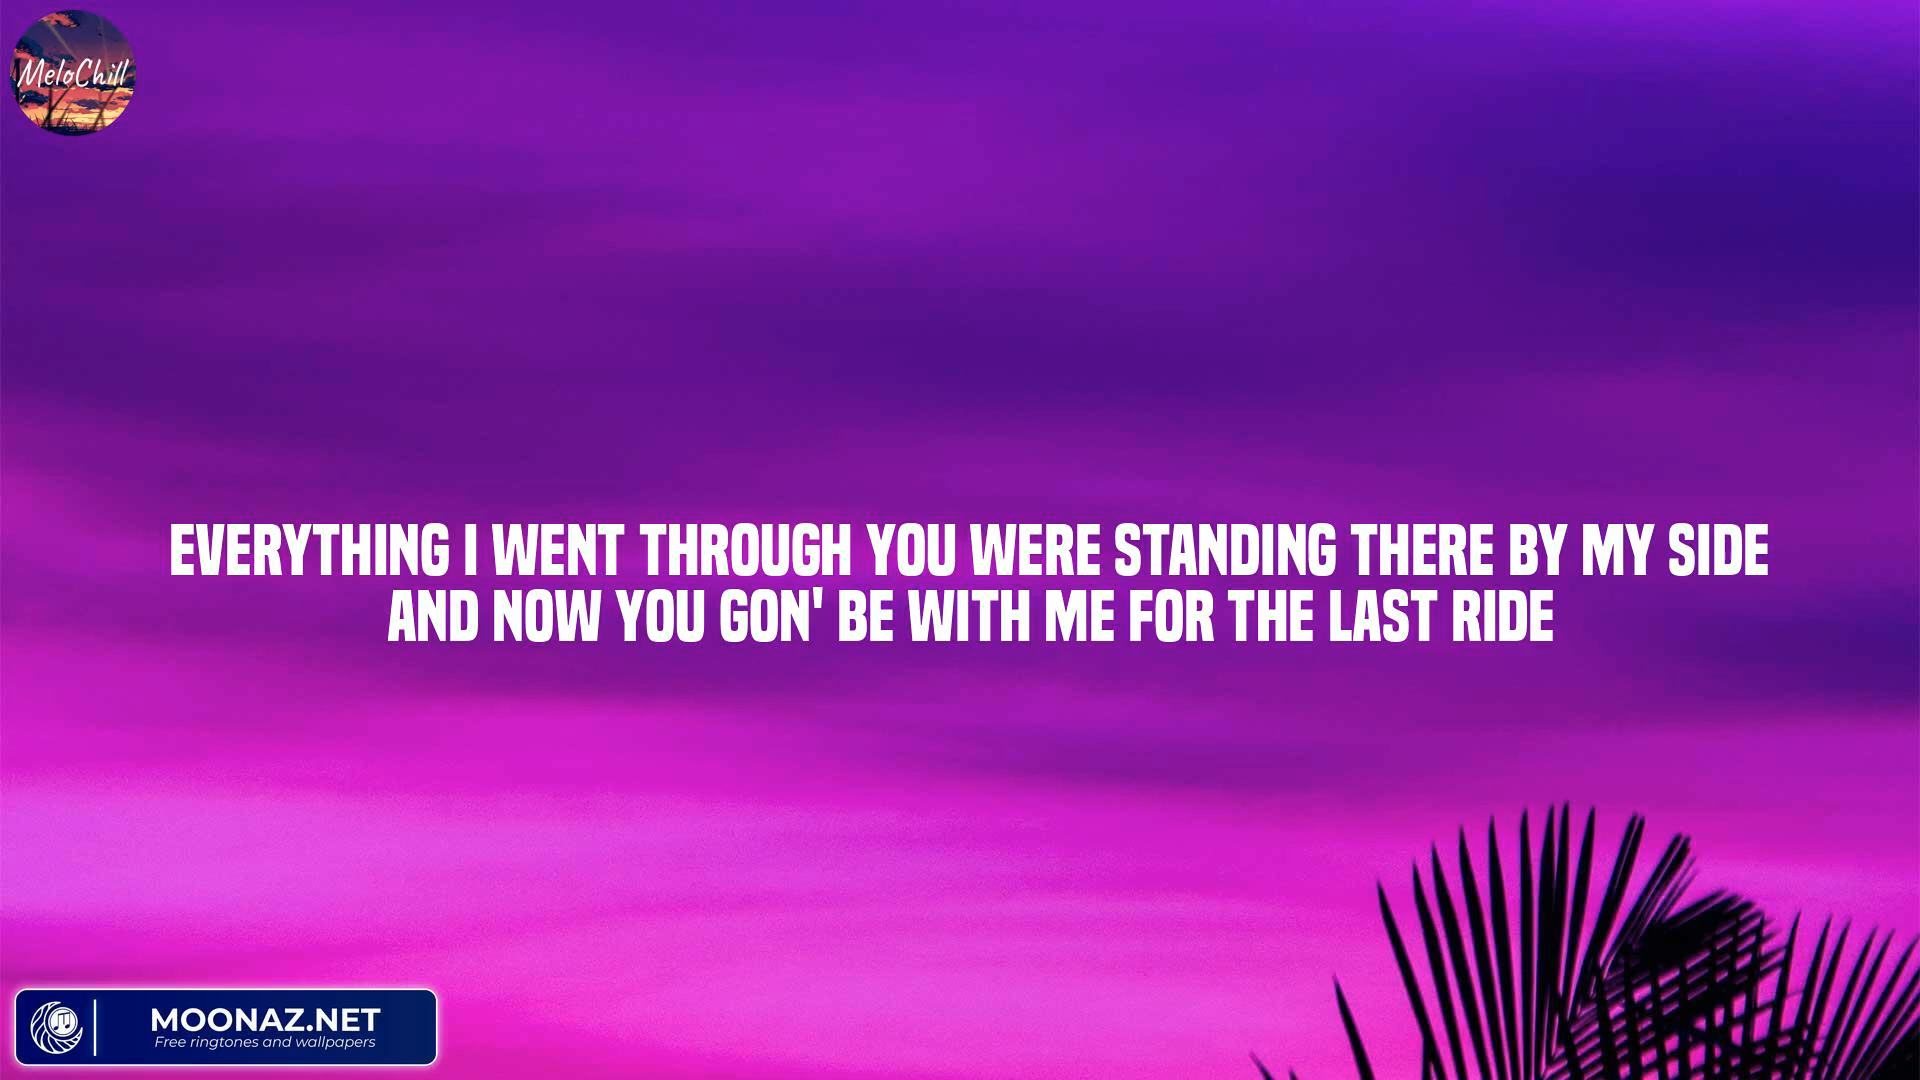 MeloChill
EVERYTHING I WENT THROUGH YOU WERE STANDING THERE BY MY SIDE
AND NOW YOU GON' BE WITH ME FOR THE LAST RIDE
MOONAZ.NET
Free ringtones and wallpapers